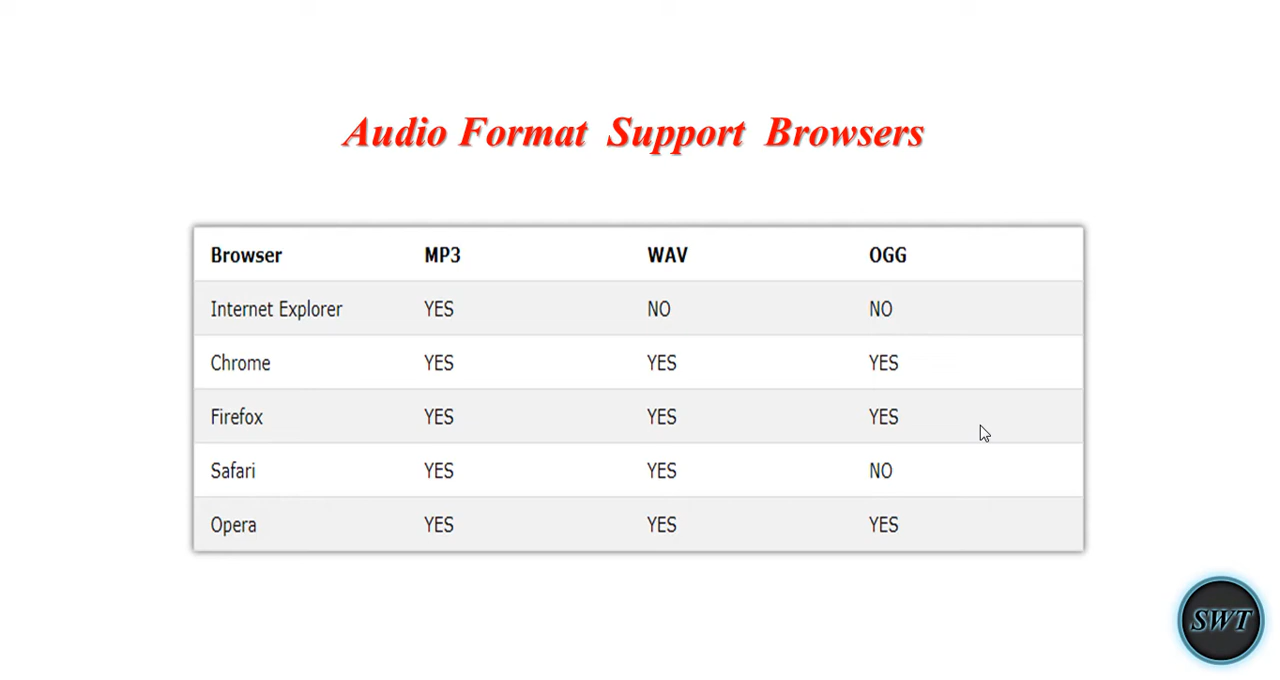 Audio Format Support Browsers
Browser MP3 WAV OGG
Internet Explorer YES NO NO
Chrome YES YES YES
Firefox YES YES YES
Safari YES YES NO
Opera YES YES YES
SWT